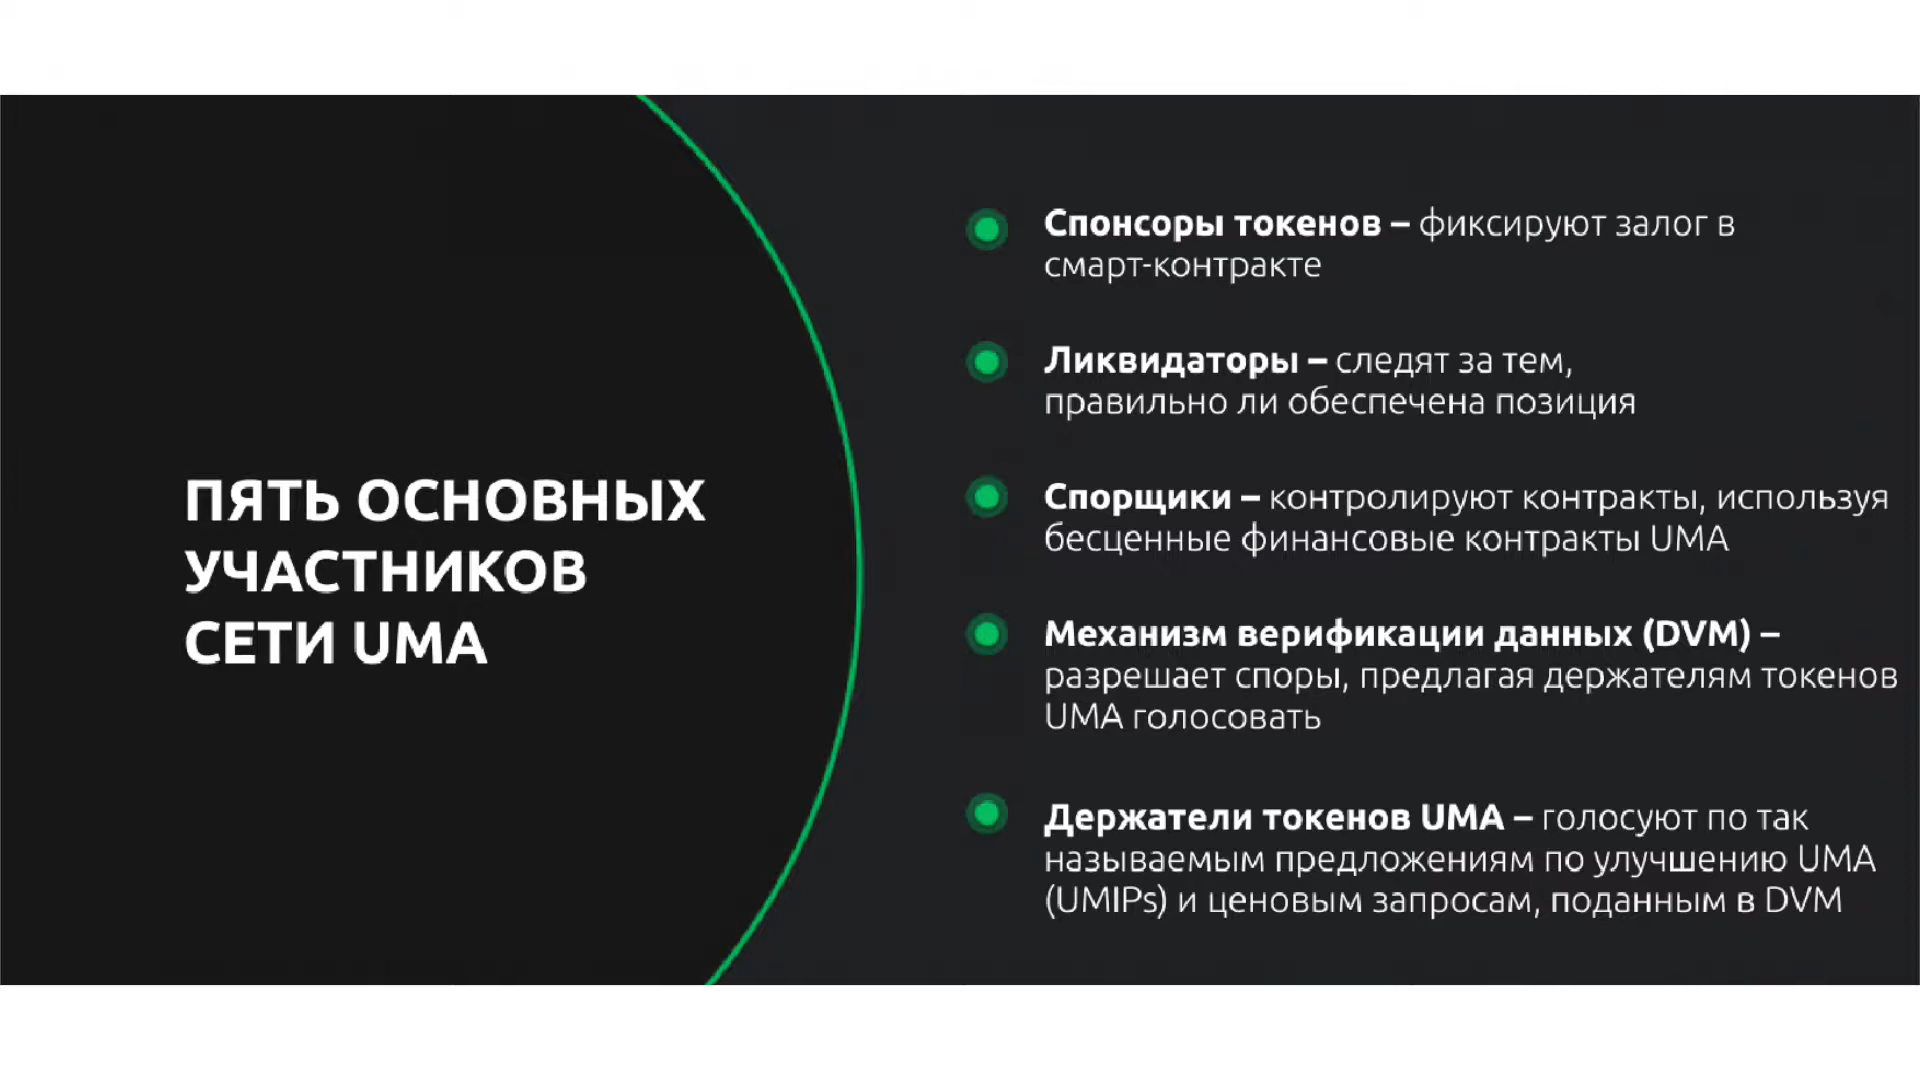 ПЯТЬ ОСНОВНЫХ
УЧАСТНИКОВ
СЕТИ UMA
Спонсоры токенов – фиксируют залог в
смарт-контракте
Ликвидаторы – следят за тем,
правильно ли обеспечена позиция
Спорщики – контролируют контракты, используя
бесценные финансовые контракты UMA
Механизм верификации данных (DVM) –
разрешает споры, предлагая держателям токенов
UMA голосовать
Держатели токенов UMA – голосуют по так
называемым предложениям по улучшению UMA
(UMIPs) и ценовым запросам, поданным в DVM